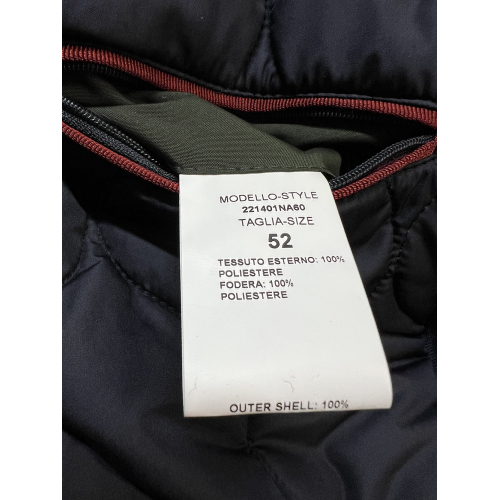 MODELLO-STYLE
221401NA60
TAGLIA-SIZE
52
TESSUTO ESTERNO: 100%
POLIESTERE
FODERA: 100%
POLIESTERE
OUTER SHELL: 100%